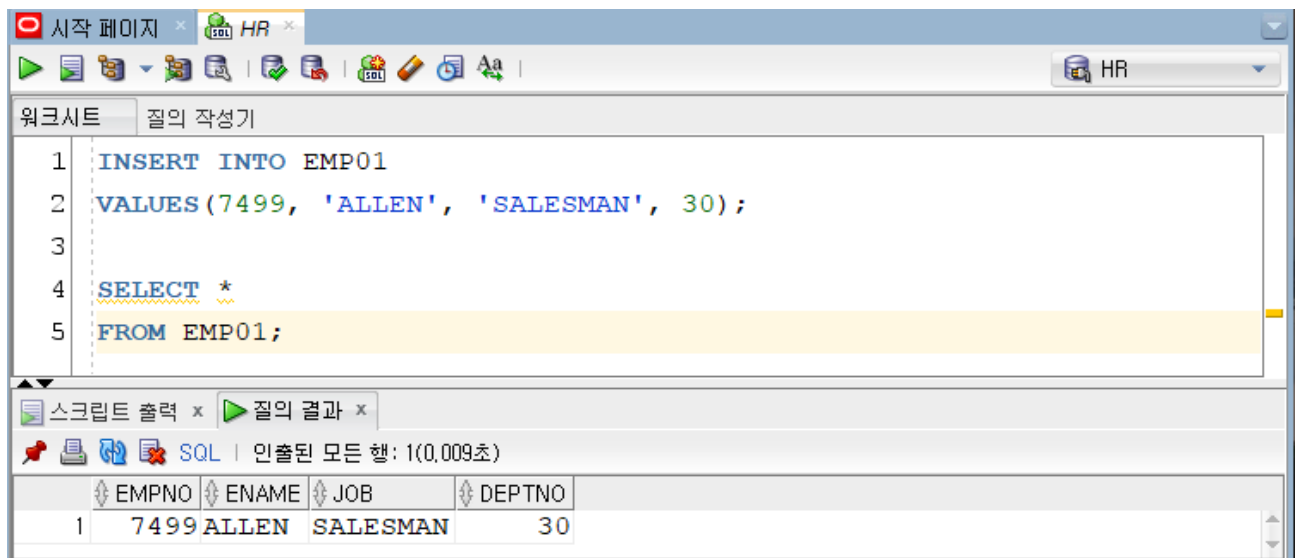 시작 페이지 HR
HR
워크시트 질의 작성기
1 INSERT INTO EMP01
2 VALUES(7499, 'ALLEN', 'SALESMAN', 30);
3
4 SELECT *
5 FROM EMP01;
스크립트 출력 x 질의 결과 x
SQL | 인출된 모든 행: 1(0,009초)
EMPNO ENAME JOB DEPTNO
1 7499 ALLEN SALESMAN 30